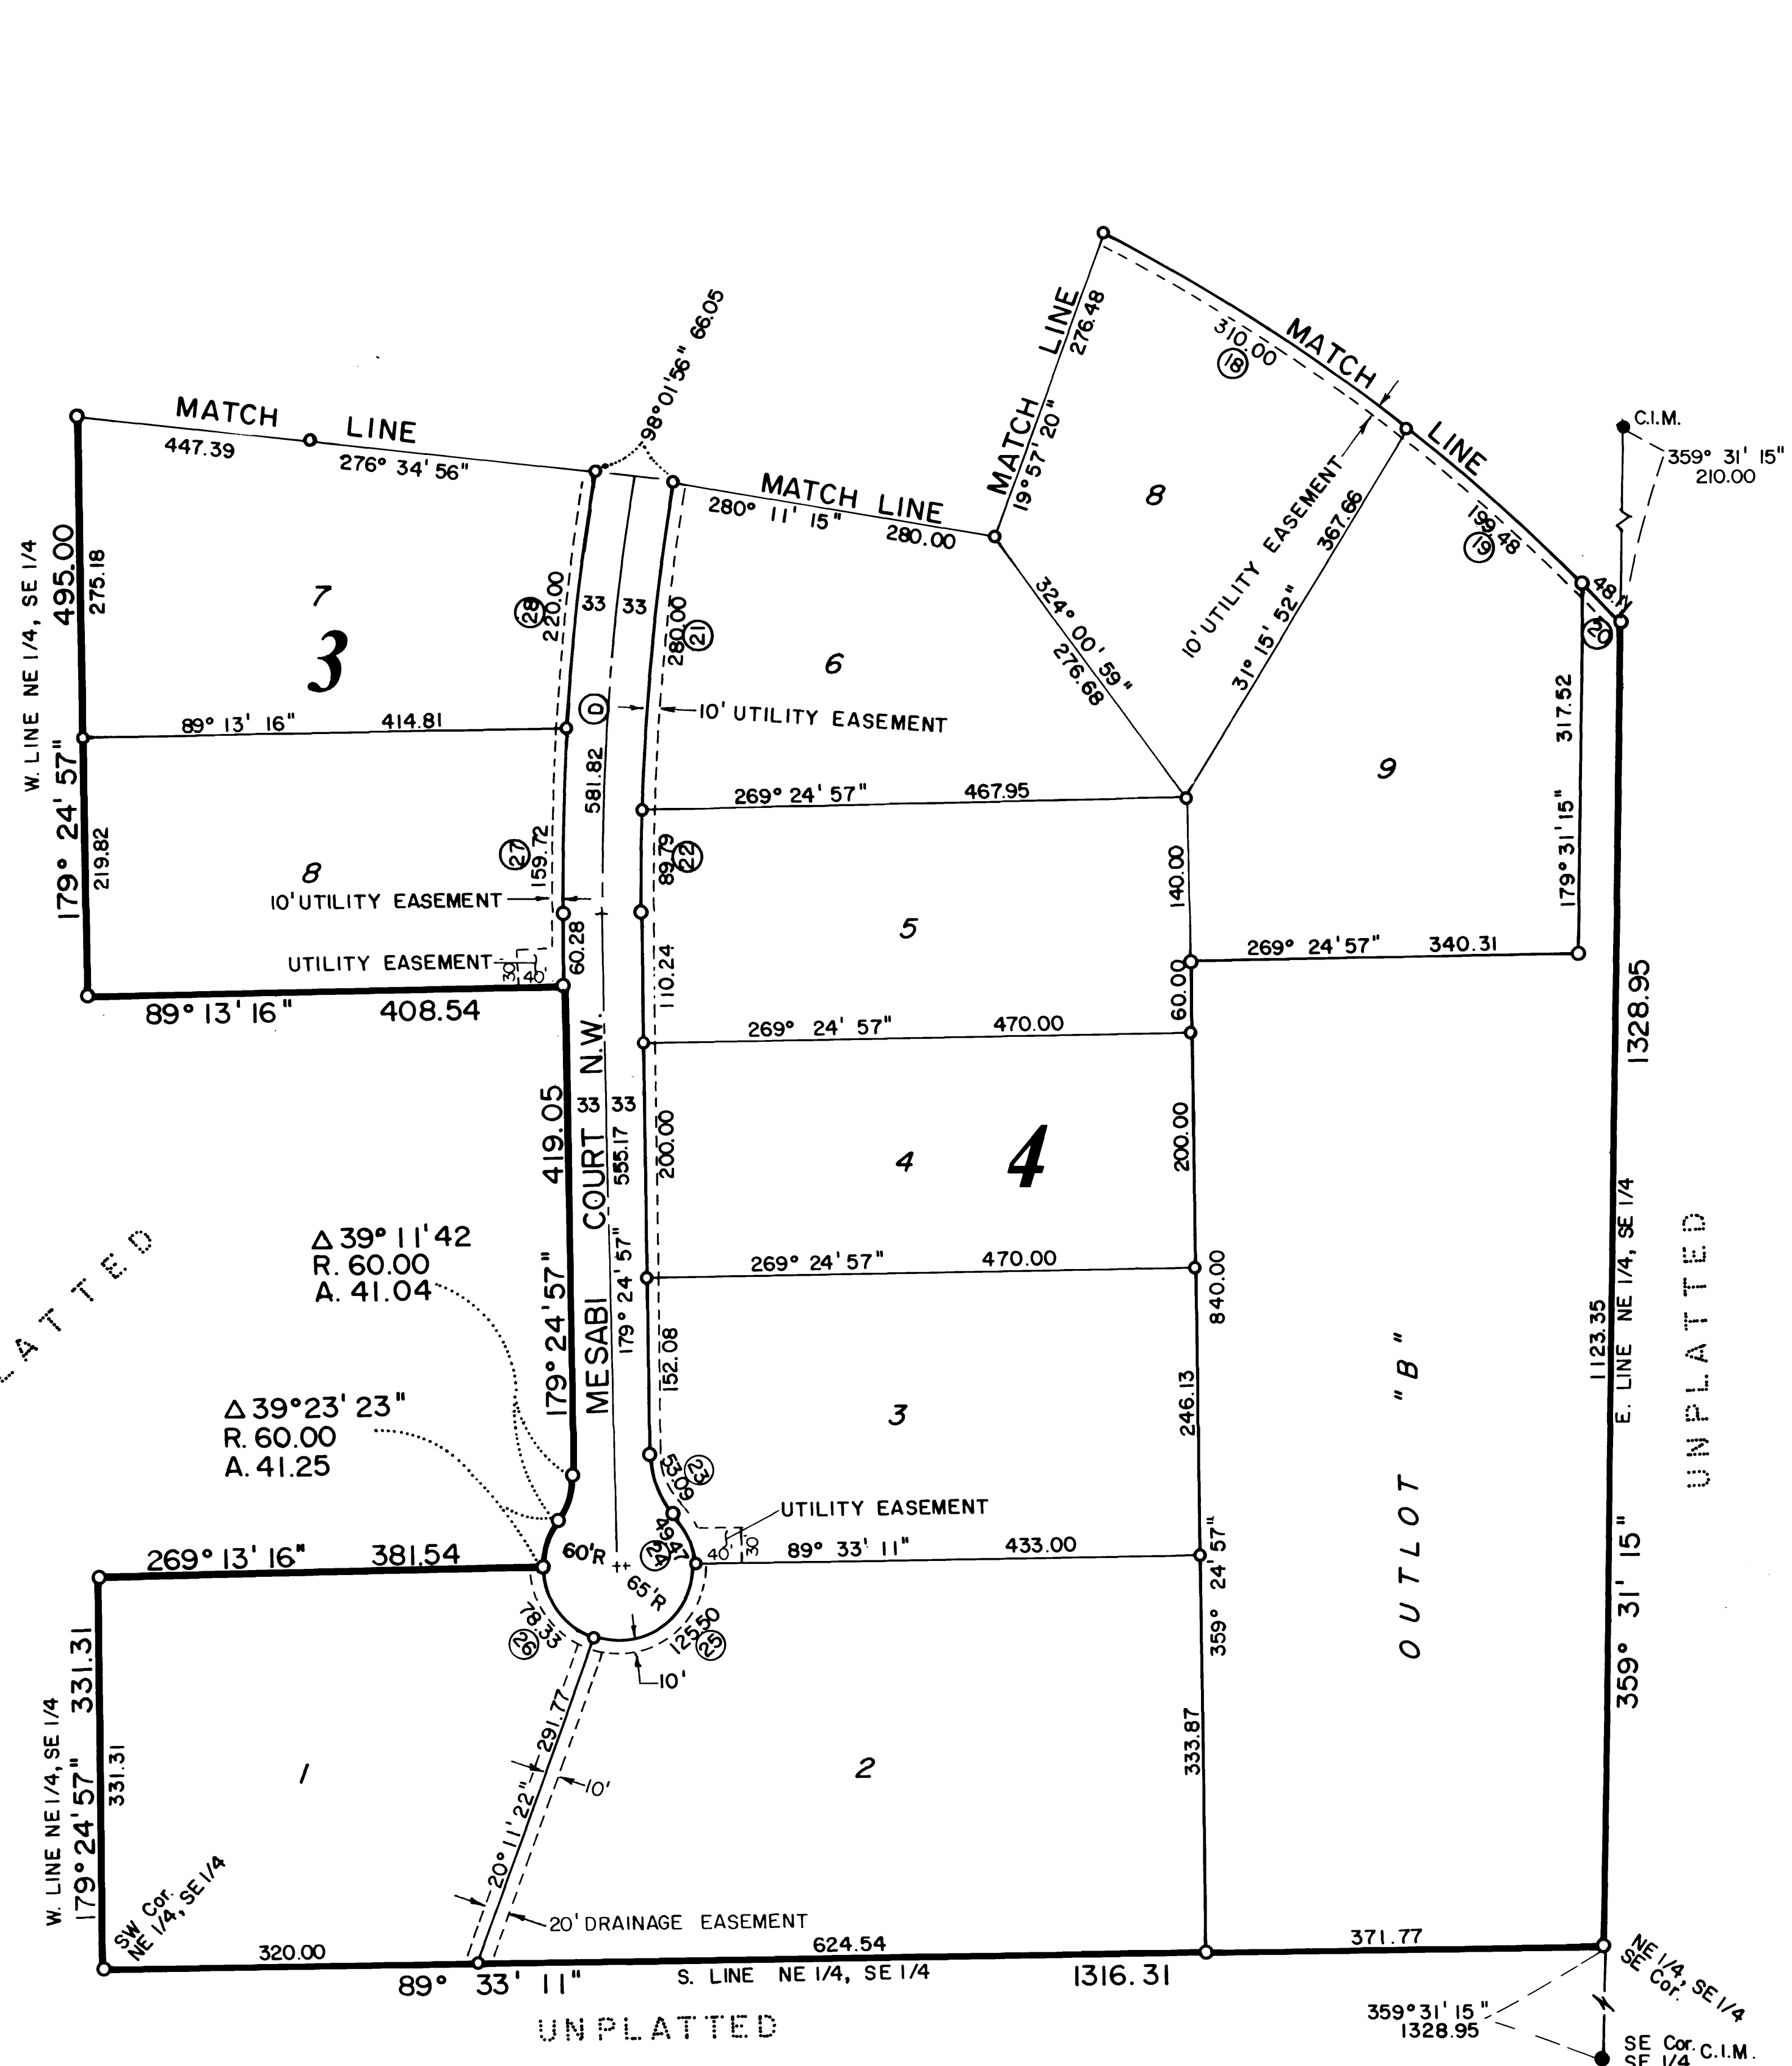 98°01'56" 66.05
MATCH LINE
447.39
276° 34' 56"
MATCH LINE
280° 11' 15"
280.00
MATCH LINE
19°57'20"
276.48
MATCH LINE
310.00
18
199.48
19
48.17
20
C.I.M.
359° 31' 15"
210.00
W. LINE NE 1/4, SE 1/4
179° 24' 57" 495.00
275.18
219.82
7
3
28
220.00
33
33
280.00
21
6
324° 00' 59"
276.68
8
10' UTILITY EASEMENT
31° 15' 52"
367.66
D
10' UTILITY EASEMENT
89° 13' 16" 414.81
581.82
269° 24' 57" 467.95
9
317.52
179° 31' 15"
8
27
159.72
89.79
22
10' UTILITY EASEMENT
140.00
5
UTILITY EASEMENT
30
40'
60.28
110.24
269° 24' 57" 340.31
60.00
89° 13' 16" 408.54
269° 24' 57" 470.00
1328.95
419.05
179° 24' 57"
MESABI COURT N.W.
33
33
555.17
179° 24' 57"
200.00
4
4
200.00
269° 24' 57" 470.00
840.00
359° 24' 57"
E. LINE NE 1/4, SE 1/4
1123.35
359° 31' 15"
UNPLATTED
LATTED
Δ 39° 11' 42
R. 60.00
A. 41.04
Δ 39°23' 23"
R. 60.00
A. 41.25
152.08
3
246.13
OUTLOT "B"
53.09
23
UTILITY EASEMENT
49.47
24
40'
30
89° 33' 11" 433.00
269° 13' 16" 381.54
60'R
65'R
78.33
26
125.50
25
10'
W. LINE NE 1/4, SE 1/4
179° 24' 57" 331.31
331.31
1
291.77
20° 11' 22"
10'
2
333.87
SW Cor.
NE 1/4, SE 1/4
20' DRAINAGE EASEMENT
320.00
624.54
371.77
89° 33' 11"
S. LINE NE 1/4, SE 1/4
1316.31
UNPLATTED
NE 1/4, SE 1/4
SE Cor.
359° 31' 15"
1328.95
SE Cor. C.I.M.
SE 1/4